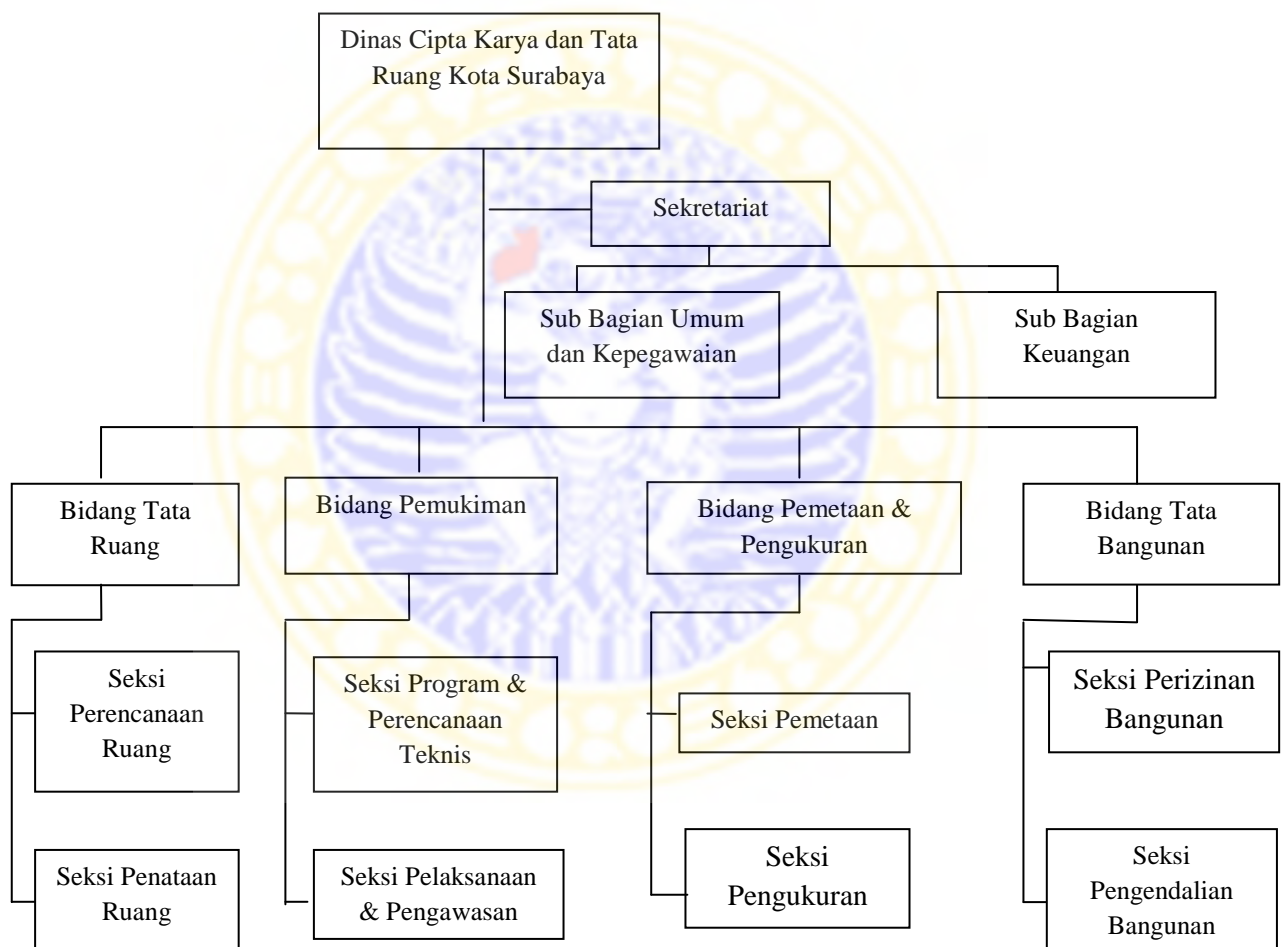 Dinas Cipta Karya dan Tata
Ruang Kota Surabaya
Sekretariat
Sub Bagian Umum
dan Kepegawaian
Sub Bagian
Keuangan
Bidang Tata
Ruang
Bidang Pemukiman
Bidang Pemetaan &
Pengukuran
Bidang Tata
Bangunan
Seksi
Perencanaan
Ruang
Seksi Program &
Perencanaan
Teknis
Seksi Pemetaan
Seksi Perizinan
Bangunan
Seksi Penataan
Ruang
Seksi Pelaksanaan
& Pengawasan
Seksi
Pengukuran
Seksi
Pengendalian
Bangunan